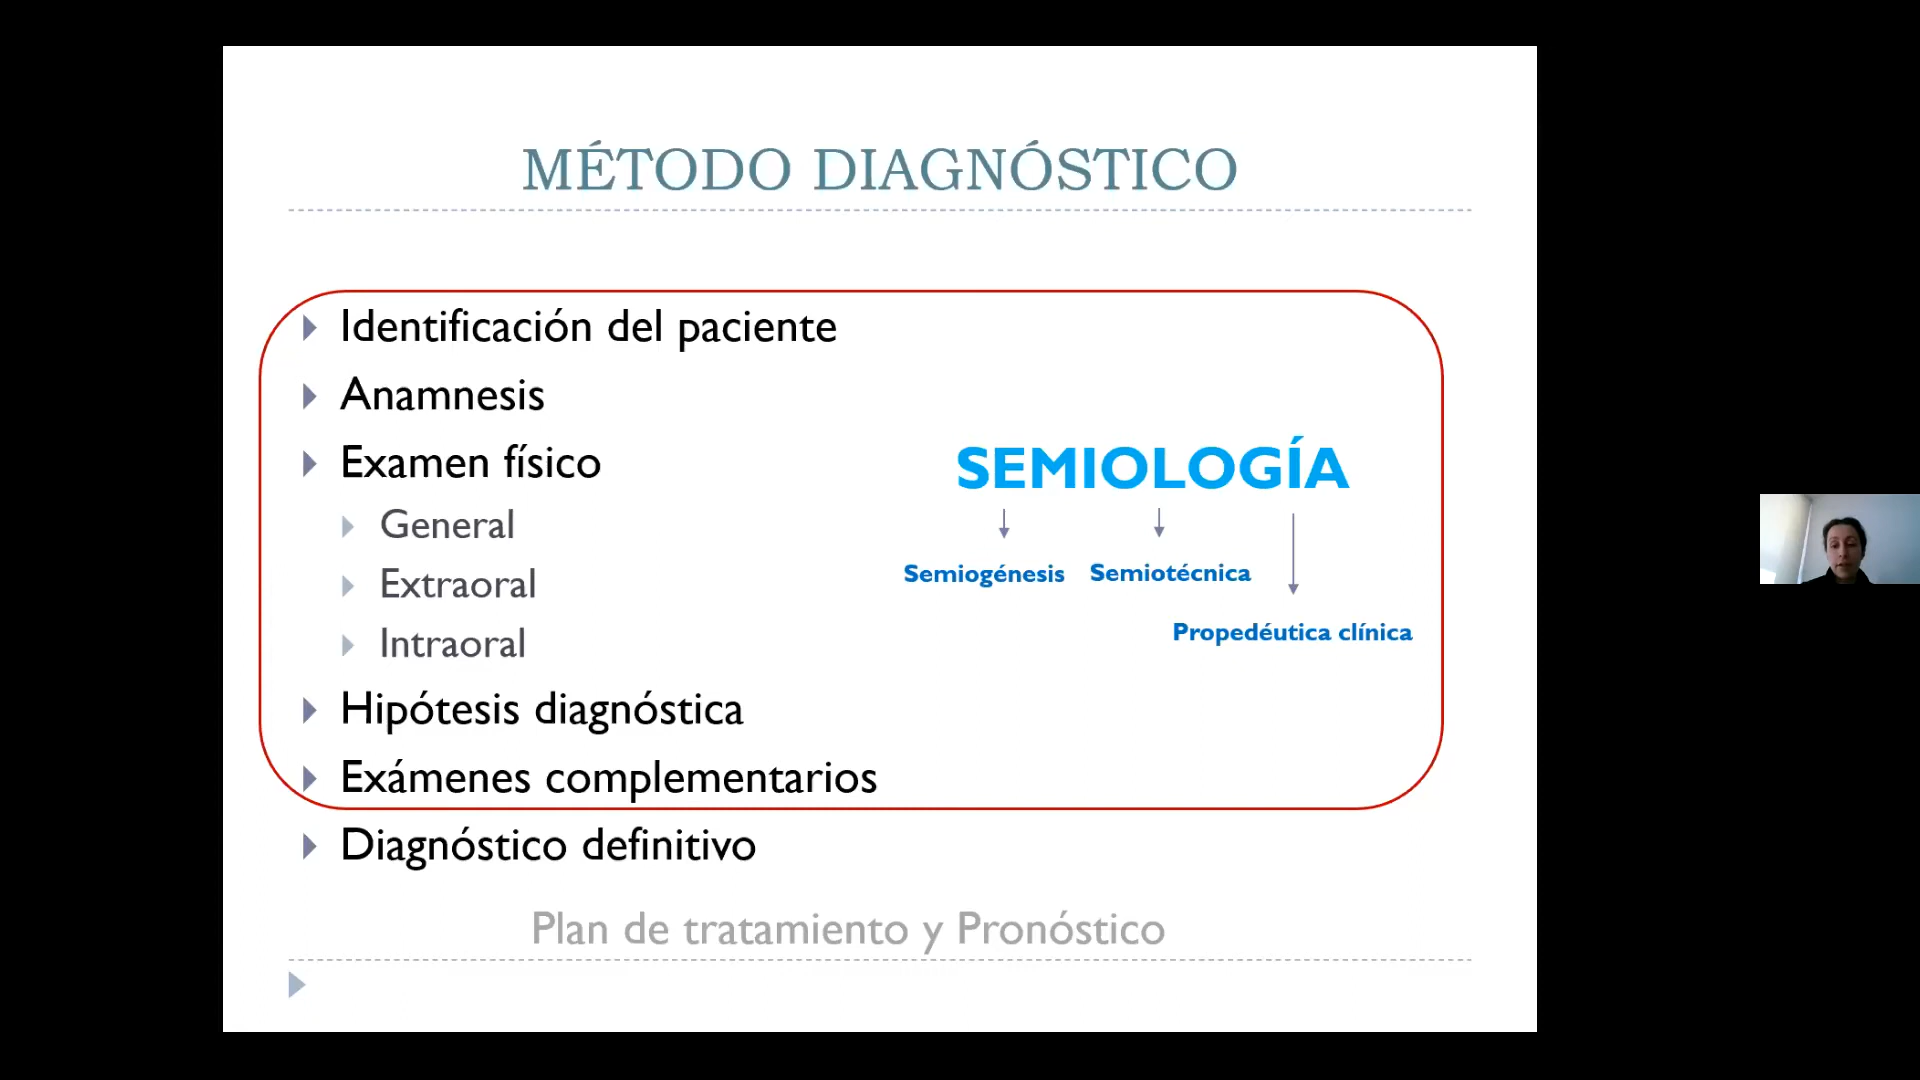 MÉTODO DIAGNÓSTICO
Identificación del paciente
Anamnesis
Examen físico
General
Extraoral
Intraoral
Hipótesis diagnóstica
Exámenes complementarios
Diagnóstico definitivo
SEMIOLOGÍA
Semiogénesis
Semiotécnica
Propedéutica clínica
Plan de tratamiento y Pronóstico